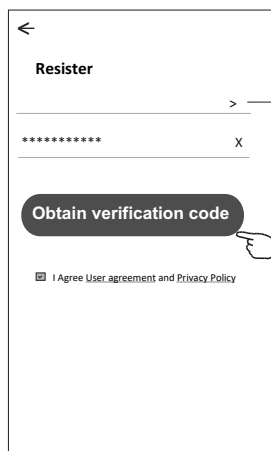 Resister
>
*********** X
Obtain verification code
I Agree User agreement and Privacy Policy